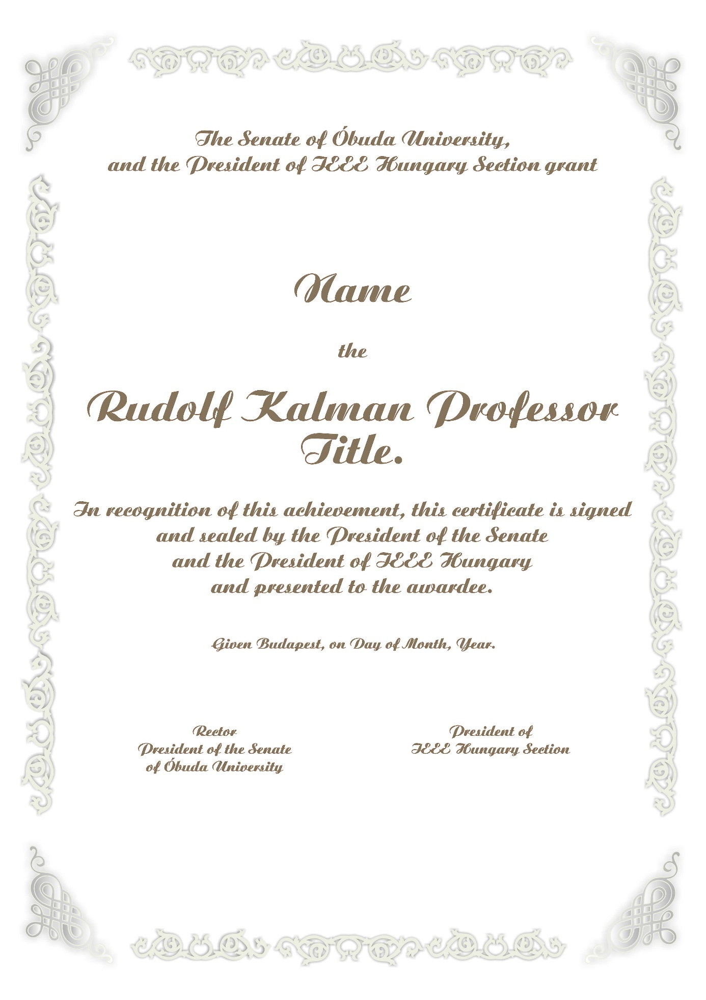 The Senate of Óbuda University,
and the President of IEEE Hungary Section grant
Name
the
Rudolf Kalman Professor
Title.
In recognition of this achievement, this certificate is signed
and sealed by the President of the Senate
and the President of IEEE Hungary
and presented to the awardee.
Given Budapest, on Day of Month, Year.
Rector
President of the Senate
of Óbuda University
President of
IEEE Hungary Section